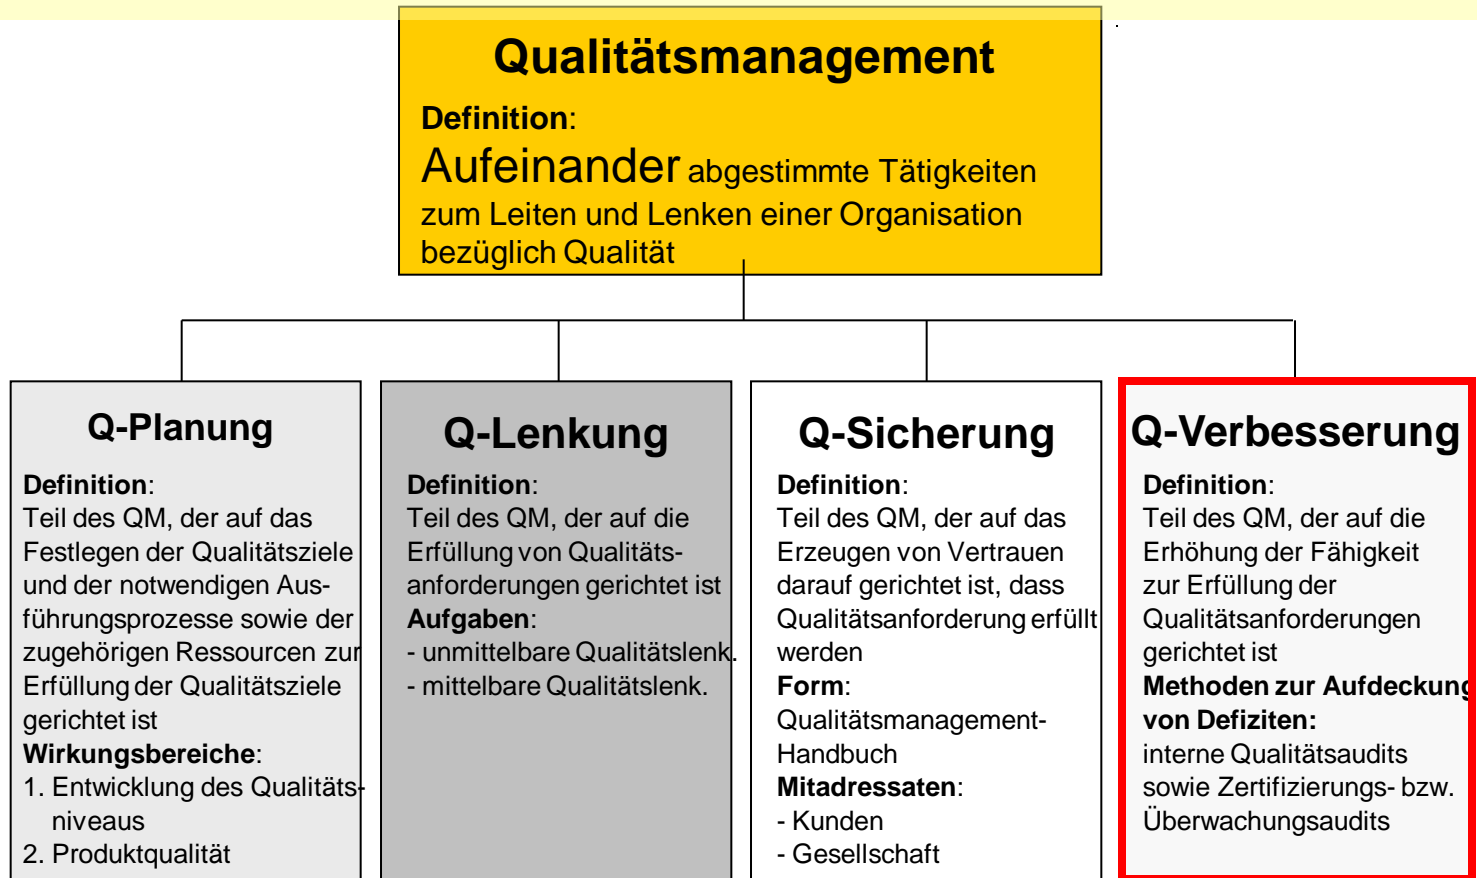 Qualitätsmanagement
Definition:
Aufeinander abgestimmte Tätigkeiten
zum Leiten und Lenken einer Organisation
bezüglich Qualität
Q-Planung
Definition:
Teil des QM, der auf das
Festlegen der Qualitätsziele
und der notwendigen Aus-
führungsprozesse sowie der
zugehörigen Ressourcen zur
Erfüllung der Qualitätsziele
gerichtet ist
Wirkungsbereiche:
1. Entwicklung des Qualitäts-
niveaus
2. Produktqualität
Q-Lenkung
Definition:
Teil des QM, der auf die
Erfüllung von Qualitäts-
anforderungen gerichtet ist
Aufgaben:
- unmittelbare Qualitätslenk.
- mittelbare Qualitätslenk.
Q-Sicherung
Definition:
Teil des QM, der auf das
Erzeugen von Vertrauen
darauf gerichtet ist, dass
Qualitätsanforderung erfüllt
werden
Form:
Qualitätsmanagement-
Handbuch
Mitadressaten:
- Kunden
- Gesellschaft
Q-Verbesserung
Definition:
Teil des QM, der auf die
Erhöhung der Fähigkeit
zur Erfüllung der
Qualitätsanforderungen
gerichtet ist
Methoden zur Aufdeckung
von Defiziten:
interne Qualitätsaudits
sowie Zertifizierungs- bzw.
Überwachungsaudits